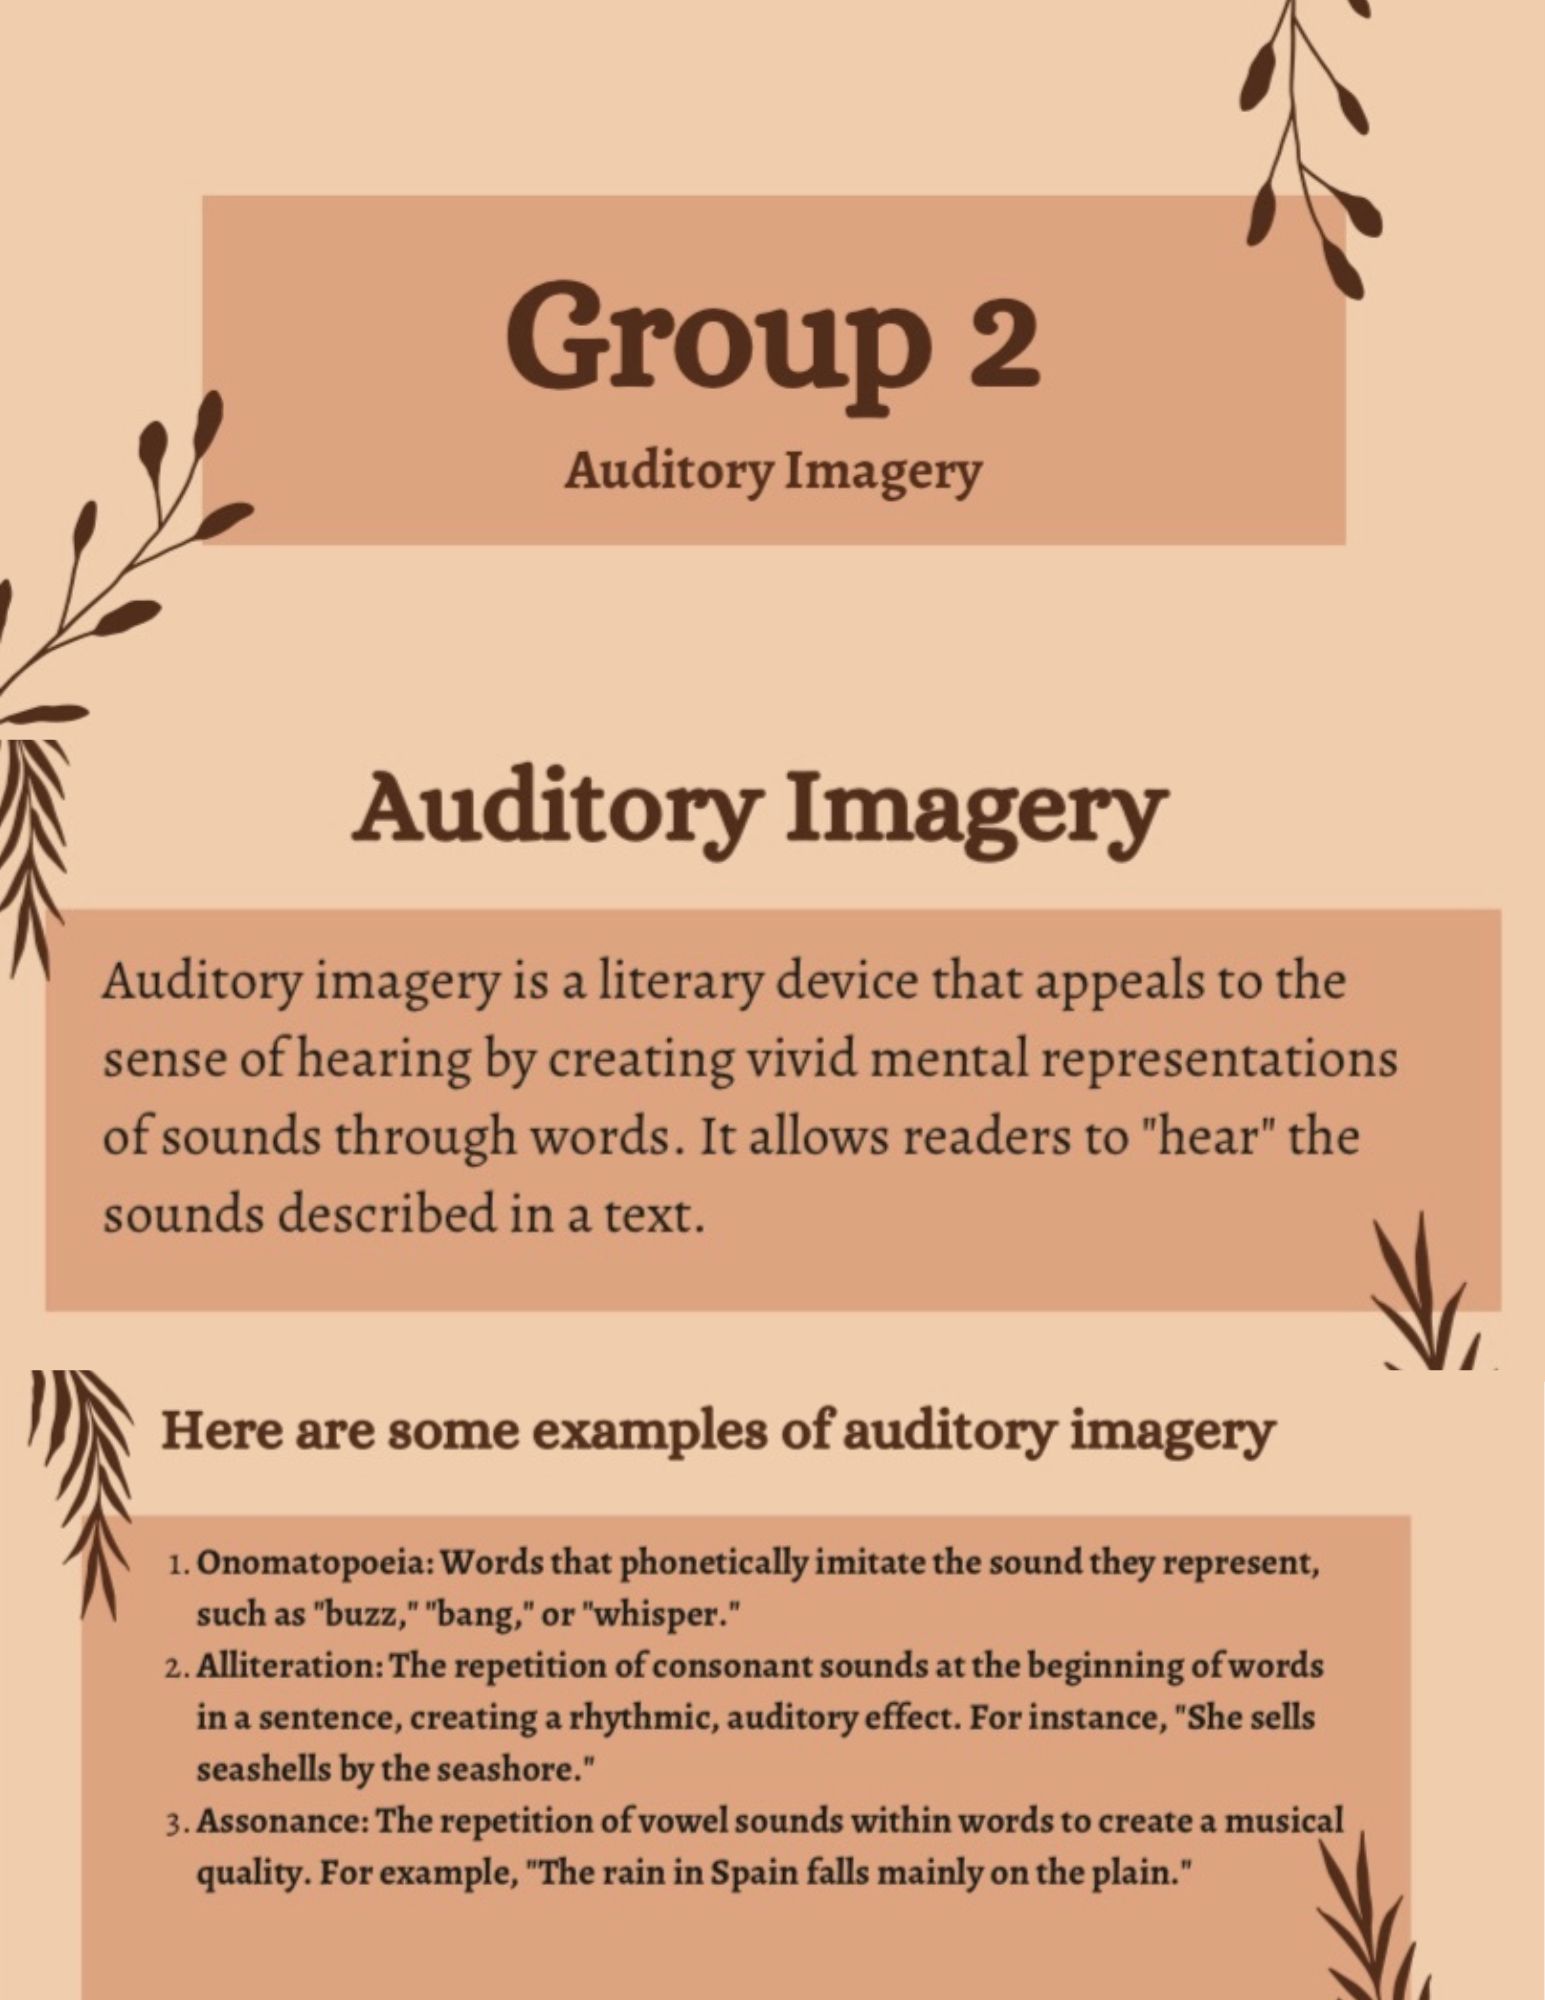 Group 2
Auditory Imagery
Auditory Imagery
Auditory imagery is a literary device that appeals to the
sense of hearing by creating vivid mental representations
of sounds through words. It allows readers to "hear" the
sounds described in a text.
Here are some examples of auditory imagery
1. Onomatopoeia: Words that phonetically imitate the sound they represent,
such as "buzz," "bang," or "whisper."
2. Alliteration: The repetition of consonant sounds at the beginning of words
in a sentence, creating a rhythmic, auditory effect. For instance, "She sells
seashells by the seashore."
3. Assonance: The repetition of vowel sounds within words to create a musical
quality. For example, "The rain in Spain falls mainly on the plain."